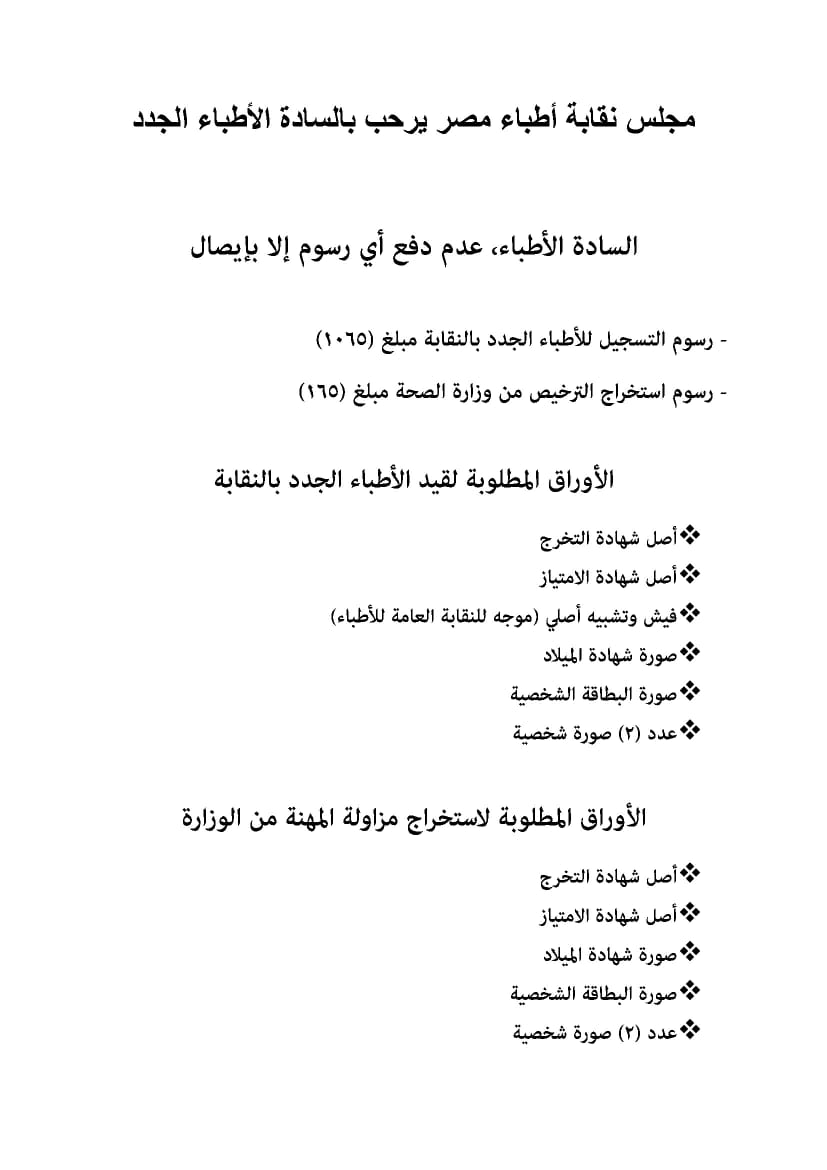 مجلس نقابة أطباء مصر يرحب بالسادة الأطباء الجدد
السادة الأطباء، عدم دفع أي رسوم إلا بإيصال
- رسوم التسجيل للأطباء الجدد بالنقابة مبلغ (١٠٦٥)
- رسوم استخراج الترخيص من وزارة الصحة مبلغ (١٦٥)
الأوراق المطلوبة لقيد الأطباء الجدد بالنقابة
❖أصل شهادة التخرج
❖أصل شهادة الامتياز
❖فيش وتشبيه أصلي (موجه للنقابة العامة للأطباء)
❖صورة شهادة الميلاد
❖صورة البطاقة الشخصية
❖عدد (٢) صورة شخصية
الأوراق المطلوبة لاستخراج مزاولة المهنة من الوزارة
❖أصل شهادة التخرج
❖أصل شهادة الامتياز
❖صورة شهادة الميلاد
❖صورة البطاقة الشخصية
❖عدد (٢) صورة شخصية